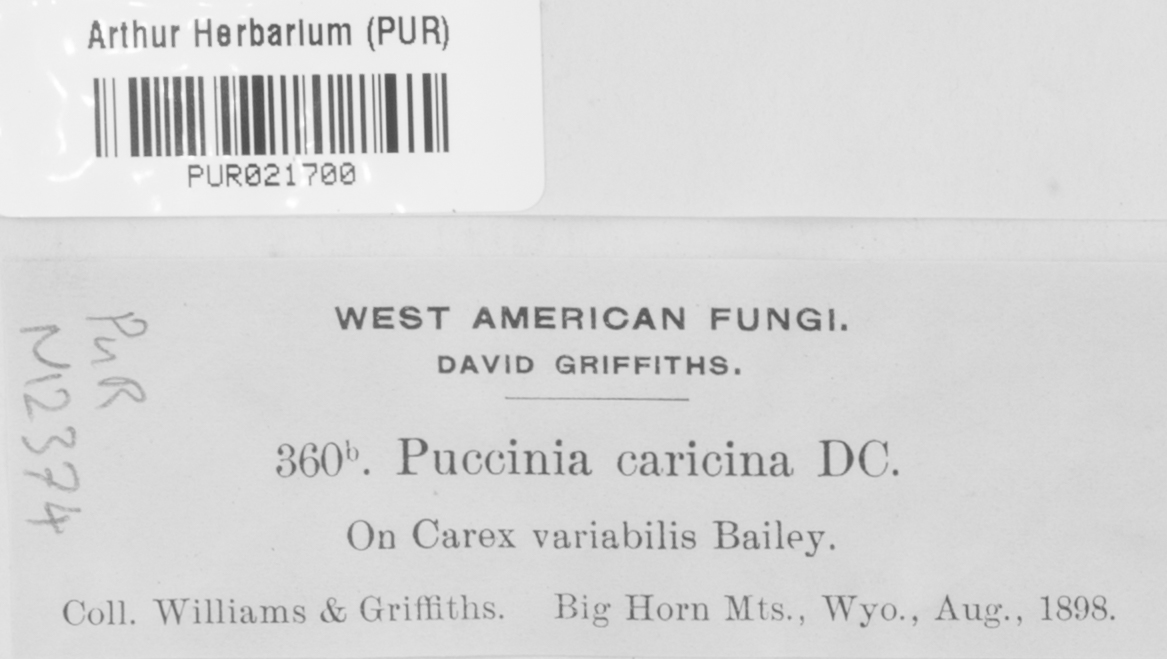 Arthur Herbarium (PUR)
PUR021700
PuR
N12374
WEST AMERICAN FUNGI.
DAVID GRIFFITHS.
360ᵇ. Puccinia caricina DC.
On Carex variabilis Bailey.
Coll. Williams & Griffiths. Big Horn Mts., Wyo., Aug., 1898.